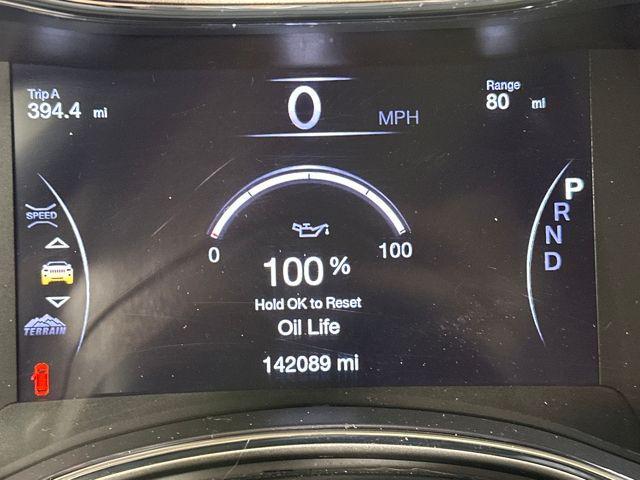 Trip A
394.4 mi
0 MPH
Range
80 mi
SPEED
TERRAIN
0
100
100 %
Hold OK to Reset
Oil Life
142089 mi
P
R
N
D